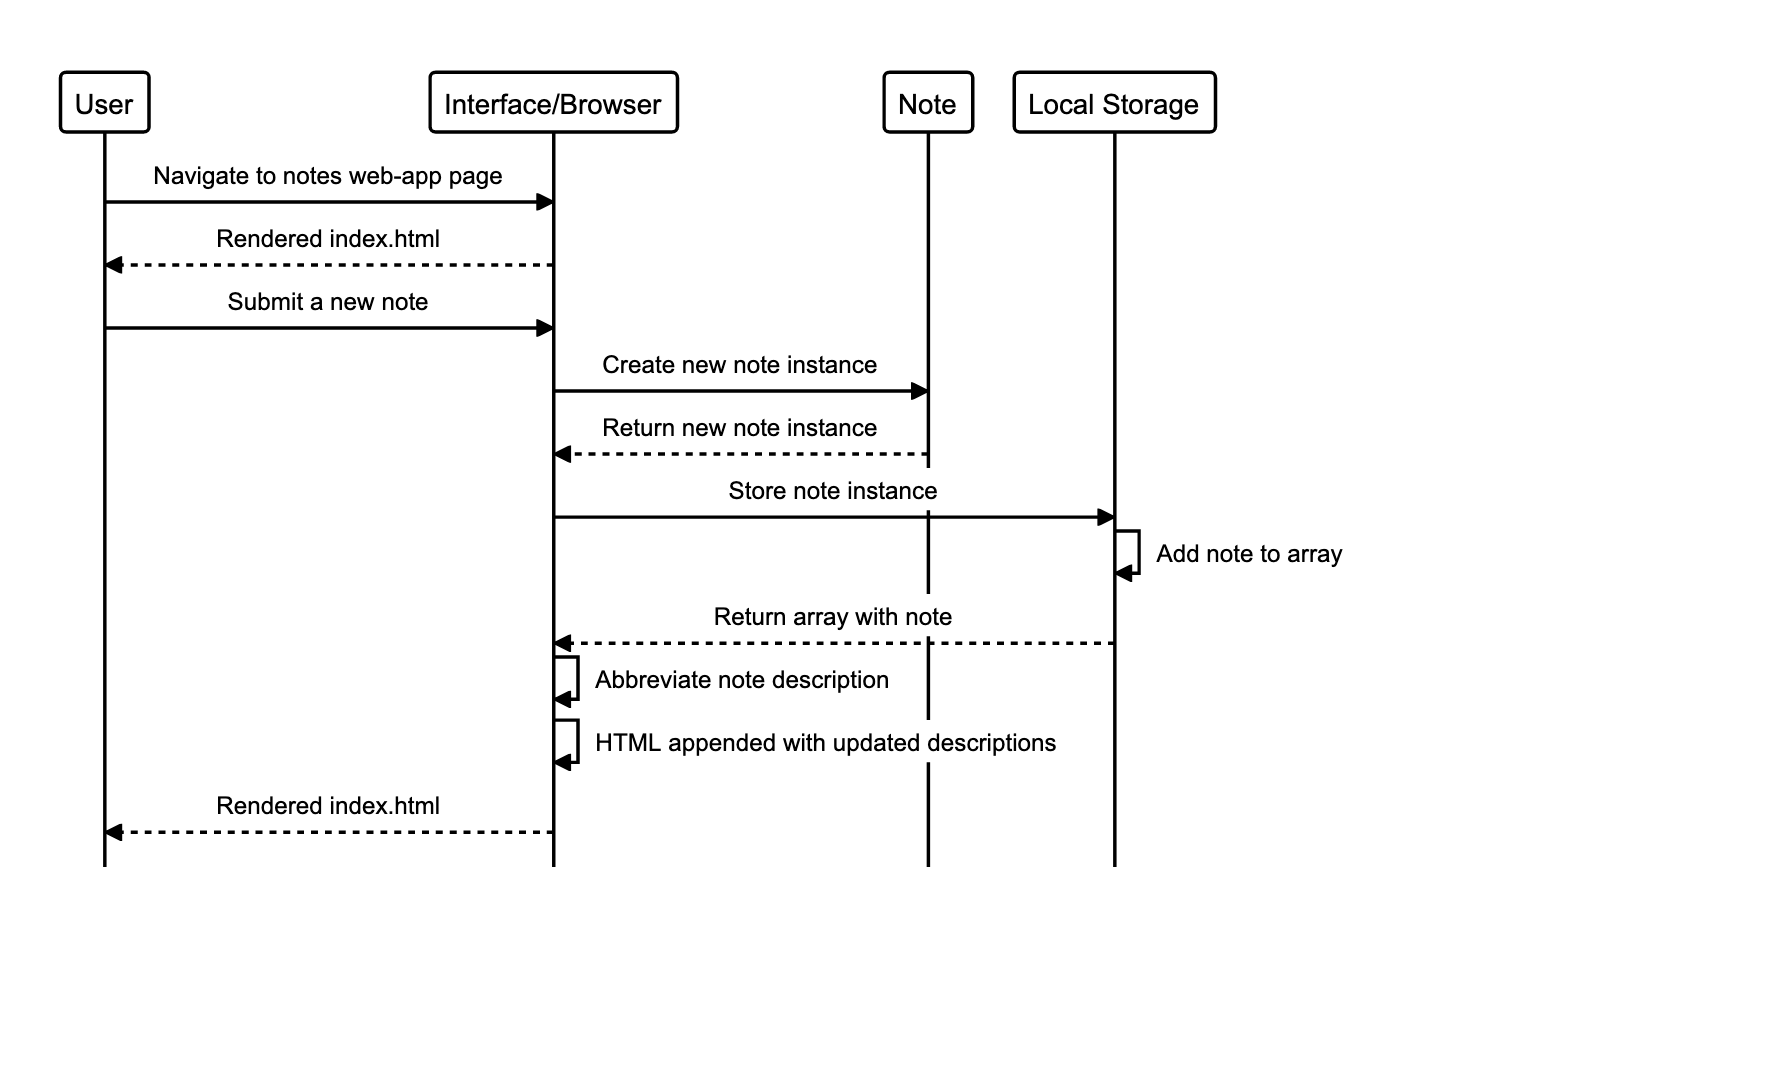 User
Interface/Browser
Note
Local Storage
Navigate to notes web-app page
Rendered index.html
Submit a new note
Create new note instance
Return new note instance
Store note instance
Add note to array
Return array with note
Abbreviate note description
HTML appended with updated descriptions
Rendered index.html